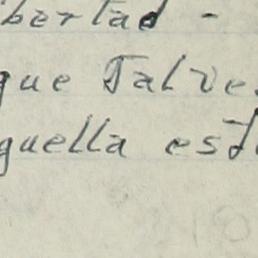 bertad -
que Talve
quella est